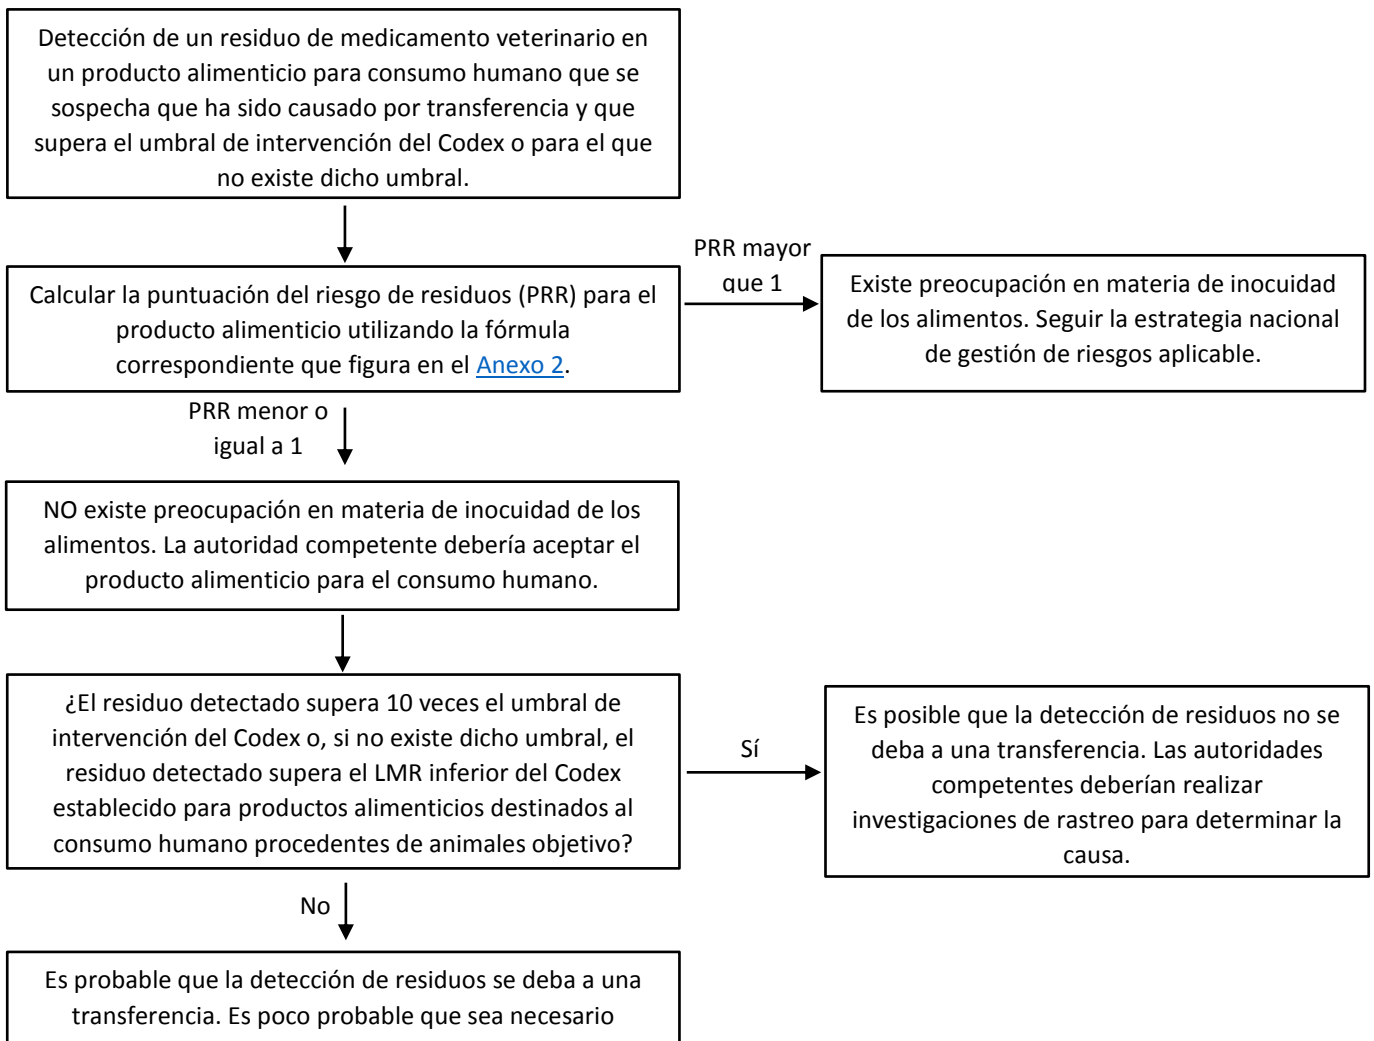 Detección de un residuo de medicamento veterinario en
un producto alimenticio para consumo humano que se
sospecha que ha sido causado por transferencia y que
supera el umbral de intervención del Codex o para el que
no existe dicho umbral.
PRR mayor
que 1
Calcular la puntuación del riesgo de residuos (PRR) para el
producto alimenticio utilizando la fórmula
correspondiente que figura en el Anexo 2.
Existe preocupación en materia de inocuidad
de los alimentos. Seguir la estrategia nacional
de gestión de riesgos aplicable.
PRR menor o
igual a 1
NO existe preocupación en materia de inocuidad de los
alimentos. La autoridad competente debería aceptar el
producto alimenticio para el consumo humano.
¿El residuo detectado supera 10 veces el umbral de
intervención del Codex o, si no existe dicho umbral, el
residuo detectado supera el LMR inferior del Codex
establecido para productos alimenticios destinados al
consumo humano procedentes de animales objetivo?
Sí
Es posible que la detección de residuos no se
deba a una transferencia. Las autoridades
competentes deberían realizar
investigaciones de rastreo para determinar la
causa.
No
Es probable que la detección de residuos se deba a una
transferencia. Es poco probable que sea necesario